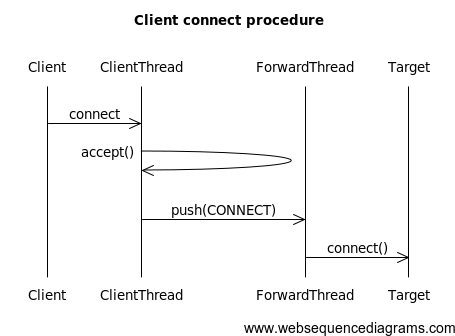 Client connect procedure
Client ClientThread ForwardThread Target
connect
accept()
push(CONNECT)
connect()
Client ClientThread ForwardThread Target
www.websequencediagrams.com